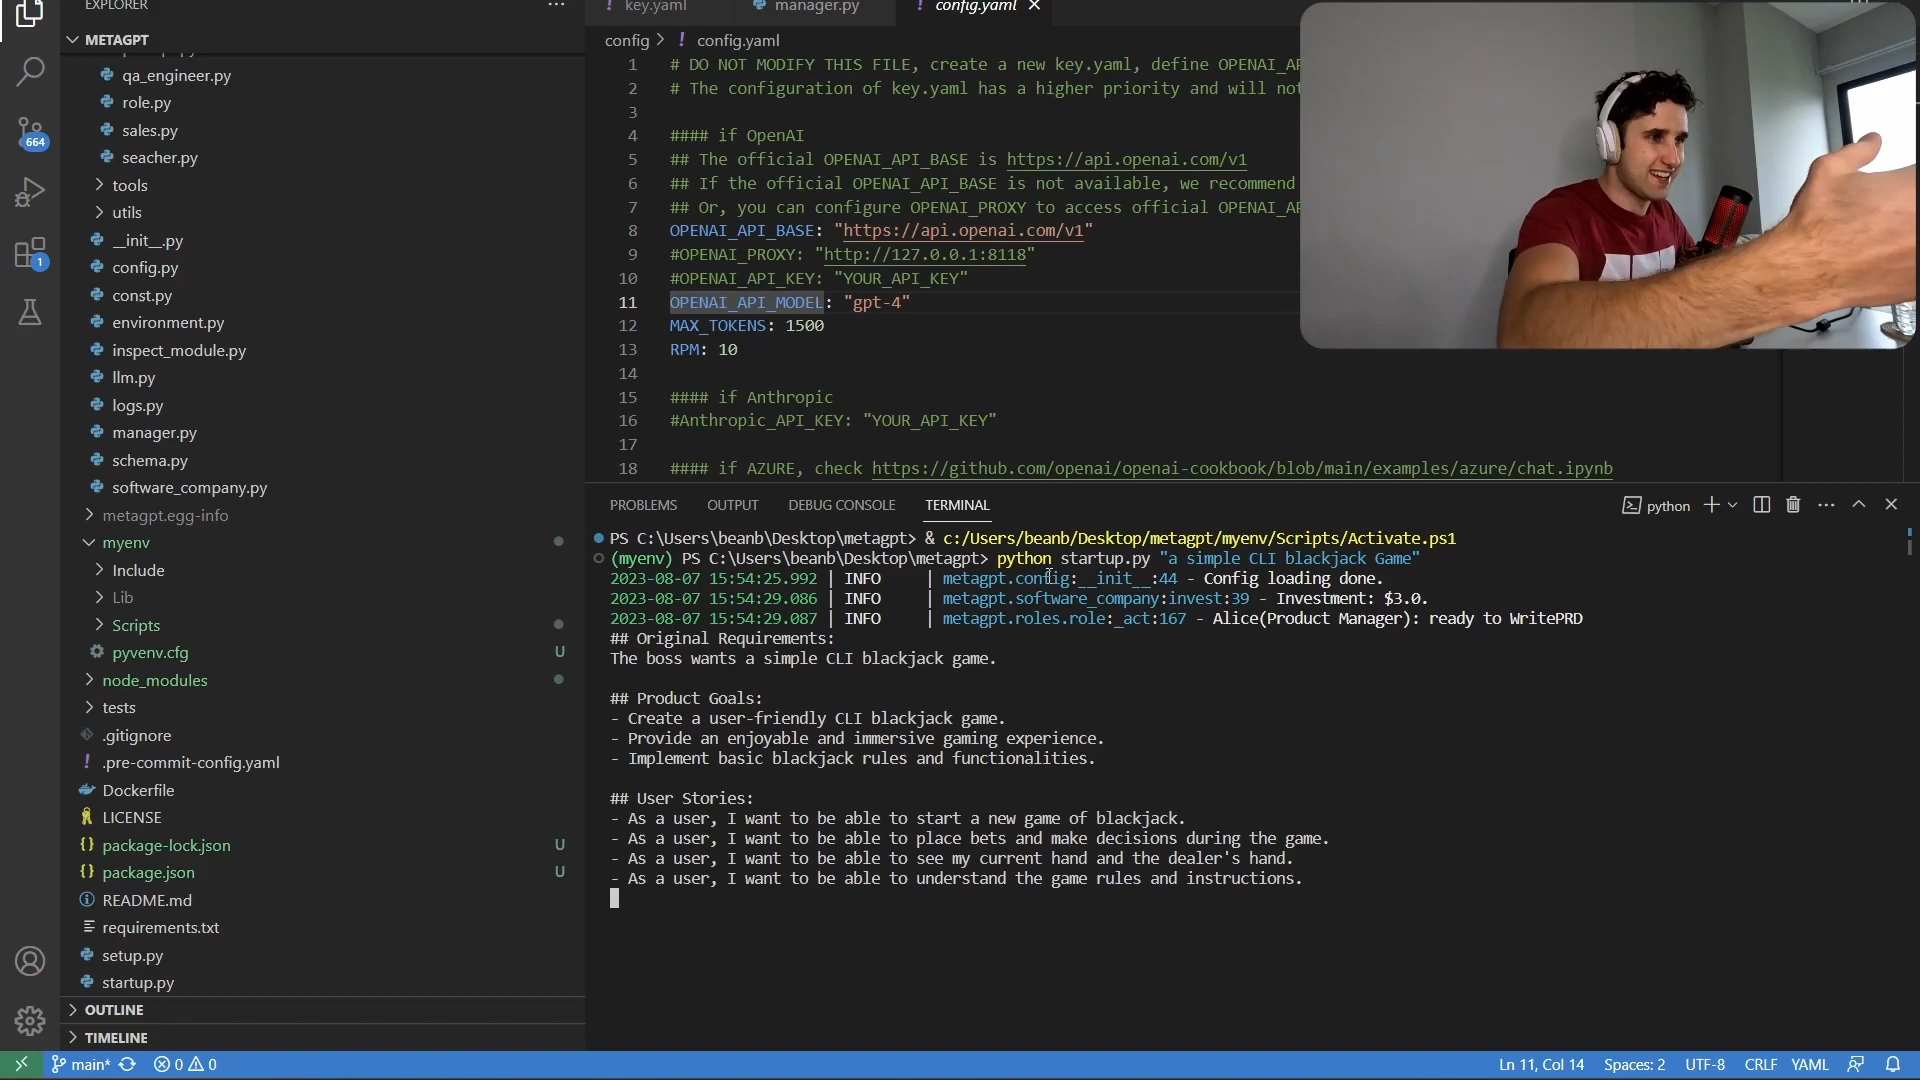 EXPLORER
METAGPT
qa_engineer.py
role.py
sales.py
seacher.py
tools
utils
__init__.py
config.py
const.py
environment.py
inspect_module.py
llm.py
logs.py
manager.py
schema.py
software_company.py
metagpt.egg-info
myenv
Include
Lib
Scripts
pyvenv.cfg U
node_modules
tests
.gitignore
.pre-commit-config.yaml
Dockerfile
LICENSE
package-lock.json U
package.json U
README.md
requirements.txt
setup.py
startup.py
OUTLINE
TIMELINE
664
1
key.yaml manager.py config.yaml
config > config.yaml
1 # DO NOT MODIFY THIS FILE, create a new key.yaml, define OPENAI_AP
2 # The configuration of key.yaml has a higher priority and will not
3
4 #### if OpenAI
5 ## The official OPENAI_API_BASE is https://api.openai.com/v1
6 ## If the official OPENAI_API_BASE is not available, we recommend
7 ## Or, you can configure OPENAI_PROXY to access official OPENAI_AP
8 OPENAI_API_BASE: "https://api.openai.com/v1"
9 #OPENAI_PROXY: "http://127.0.0.1:8118"
10 #OPENAI_API_KEY: "YOUR_API_KEY"
11 OPENAI_API_MODEL: "gpt-4"
12 MAX_TOKENS: 1500
13 RPM: 10
14
15 #### if Anthropic
16 #Anthropic_API_KEY: "YOUR_API_KEY"
17
18 #### if AZURE, check https://github.com/openai/openai-cookbook/blob/main/examples/azure/chat.ipynb
PROBLEMS OUTPUT DEBUG CONSOLE TERMINAL python
PS C:\Users\beanb\Desktop\metagpt> & c:/Users/beanb/Desktop/metagpt/myenv/Scripts/Activate.ps1
(myenv) PS C:\Users\beanb\Desktop\metagpt> python startup.py "a simple CLI blackjack Game"
2023-08-07 15:54:25.992 | INFO | metagpt.config:__init__:44 - Config loading done.
2023-08-07 15:54:29.086 | INFO | metagpt.software_company:invest:39 - Investment: $3.0.
2023-08-07 15:54:29.087 | INFO | metagpt.roles.role:_act:167 - Alice(Product Manager): ready to WritePRD
## Original Requirements:
The boss wants a simple CLI blackjack game.
## Product Goals:
- Create a user-friendly CLI blackjack game.
- Provide an enjoyable and immersive gaming experience.
- Implement basic blackjack rules and functionalities.
## User Stories:
- As a user, I want to be able to start a new game of blackjack.
- As a user, I want to be able to place bets and make decisions during the game.
- As a user, I want to be able to see my current hand and the dealer's hand.
- As a user, I want to be able to understand the game rules and instructions.
main* 0 0 Ln 11, Col 14 Spaces: 2 UTF-8 CRLF YAML